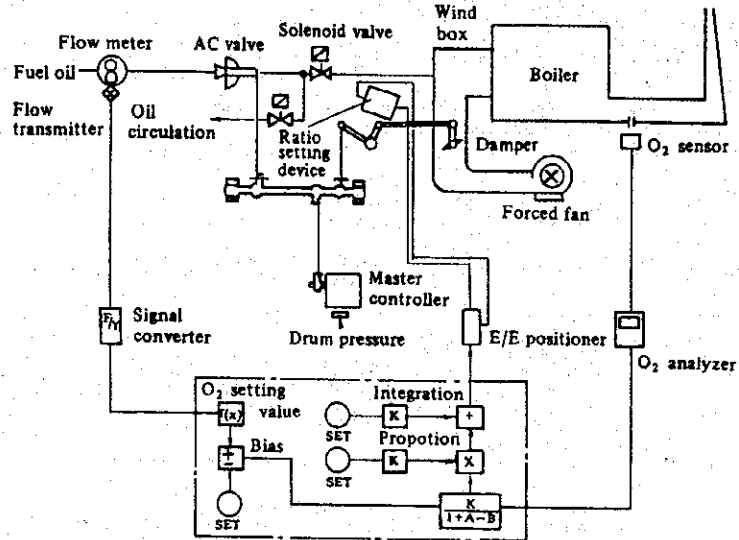 Wind
box
Solenoid valve
Flow meter
AC valve
Boiler
Fuel oil
Flow
transmitter
Oil
circulation
Ratio
setting
device
Damper
O2 sensor
Forced fan
Master
controller
Drum pressure
E/E positioner
O2 analyzer
F/Y
Signal
converter
O2 setting
value
f(x)
Integration
SET
K
+
Propotion
SET
K
X
Bias
±
SET
K
1+A-B